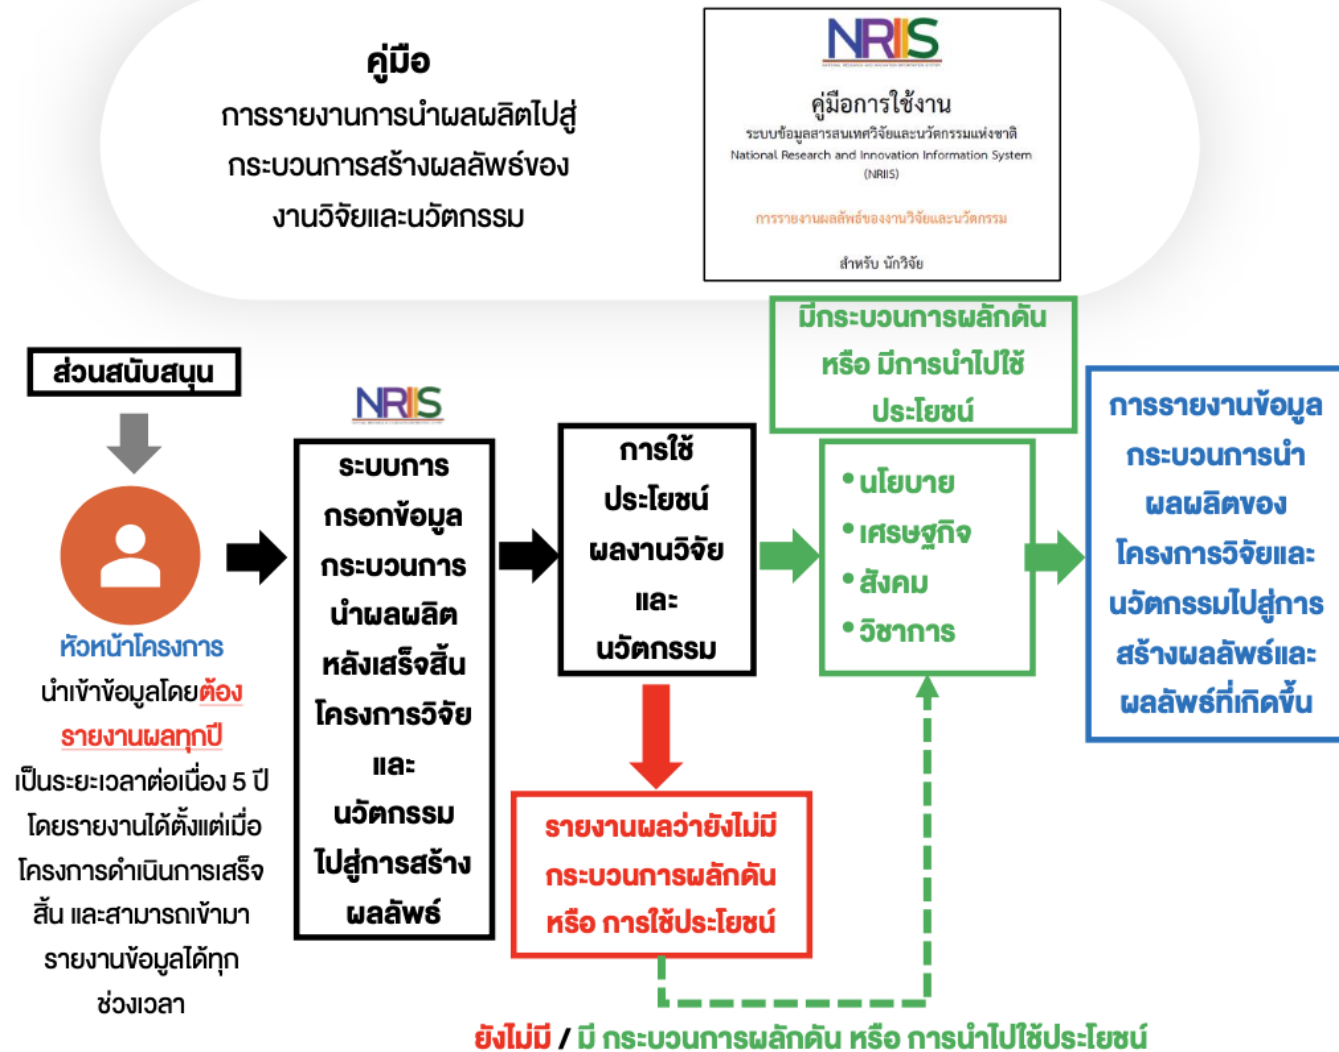 คู่มือ
การรายงานการนำผลผลิตไปสู่
กระบวนการสร้างผลลัพธ์ของ
งานวิจัยและนวัตกรรม
NRIIS
NATIONAL RESEARCH AND INNOVATION INFORMATION SYSTEM
คู่มือการใช้งาน
ระบบข้อมูลสารสนเทศวิจัยและนวัตกรรมแห่งชาติ
National Research and Innovation Information System
(NRIIS)
การรายงานผลลัพธ์ของงานวิจัยและนวัตกรรม
สำหรับ นักวิจัย
ส่วนสนับสนุน
หัวหน้าโครงการ
นำเข้าข้อมูลโดยต้อง
รายงานผลทุกปี
เป็นระยะเวลาต่อเนื่อง 5 ปี
โดยรายงานได้ตั้งแต่เมื่อ
โครงการดำเนินการเสร็จ
สิ้น และสามารถเข้ามา
รายงานข้อมูลได้ทุก
ช่วงเวลา
NRIIS
ระบบการ
กรอกข้อมูล
กระบวนการ
นำผลผลิต
หลังเสร็จสิ้น
โครงการวิจัย
และ
นวัตกรรม
ไปสู่การสร้าง
ผลลัพธ์
การใช้
ประโยชน์
ผลงานวิจัย
และ
นวัตกรรม
มีกระบวนการผลักดัน
หรือ มีการนำไปใช้
ประโยชน์
• นโยบาย
• เศรษฐกิจ
• สังคม
• วิชาการ
การรายงานข้อมูล
กระบวนการนำ
ผลผลิตของ
โครงการวิจัยและ
นวัตกรรมไปสู่การ
สร้างผลลัพธ์และ
ผลลัพธ์ที่เกิดขึ้น
รายงานผลว่ายังไม่มี
กระบวนการผลักดัน
หรือ การใช้ประโยชน์
ยังไม่มี / มี กระบวนการผลักดัน หรือ การนำไปใช้ประโยชน์